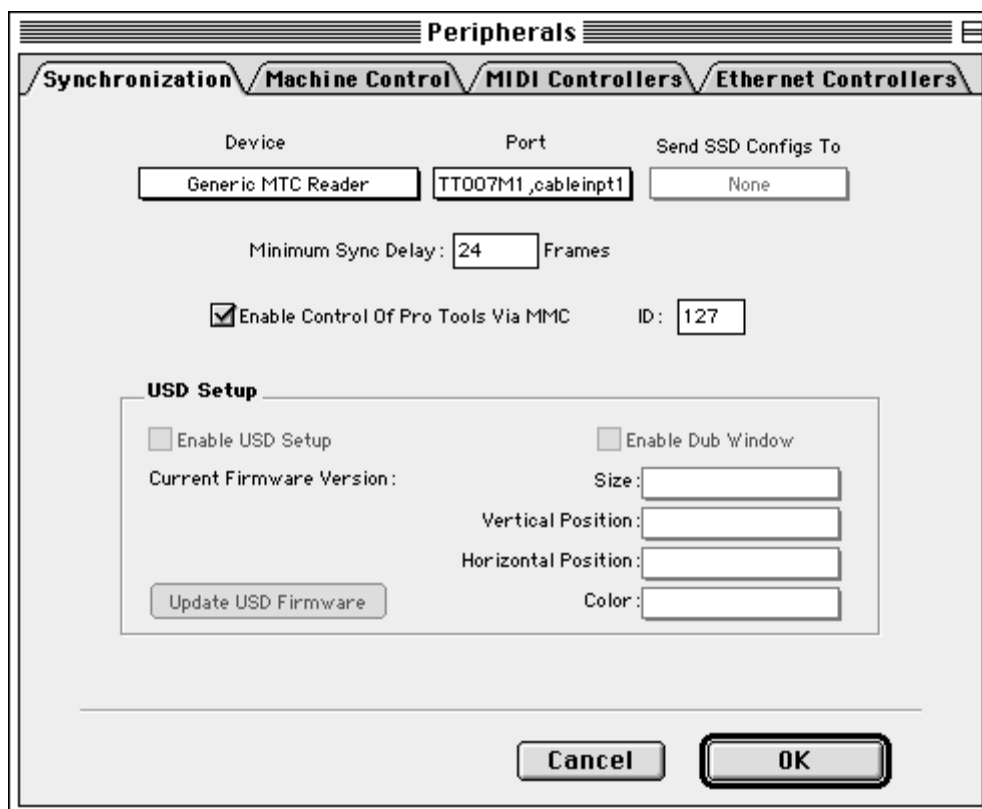 Peripherals
Synchronization Machine Control MIDI Controllers Ethernet Controllers
Device Port Send SSD Configs To
Generic MTC Reader TT007M1 ,cableinpt1 None
Minimum Sync Delay : 24 Frames
Enable Control Of Pro Tools Via MMC ID : 127
USD Setup
Enable USD Setup Enable Dub Window
Current Firmware Version : Size :
Vertical Position :
Horizontal Position :
Update USD Firmware Color :
Cancel OK